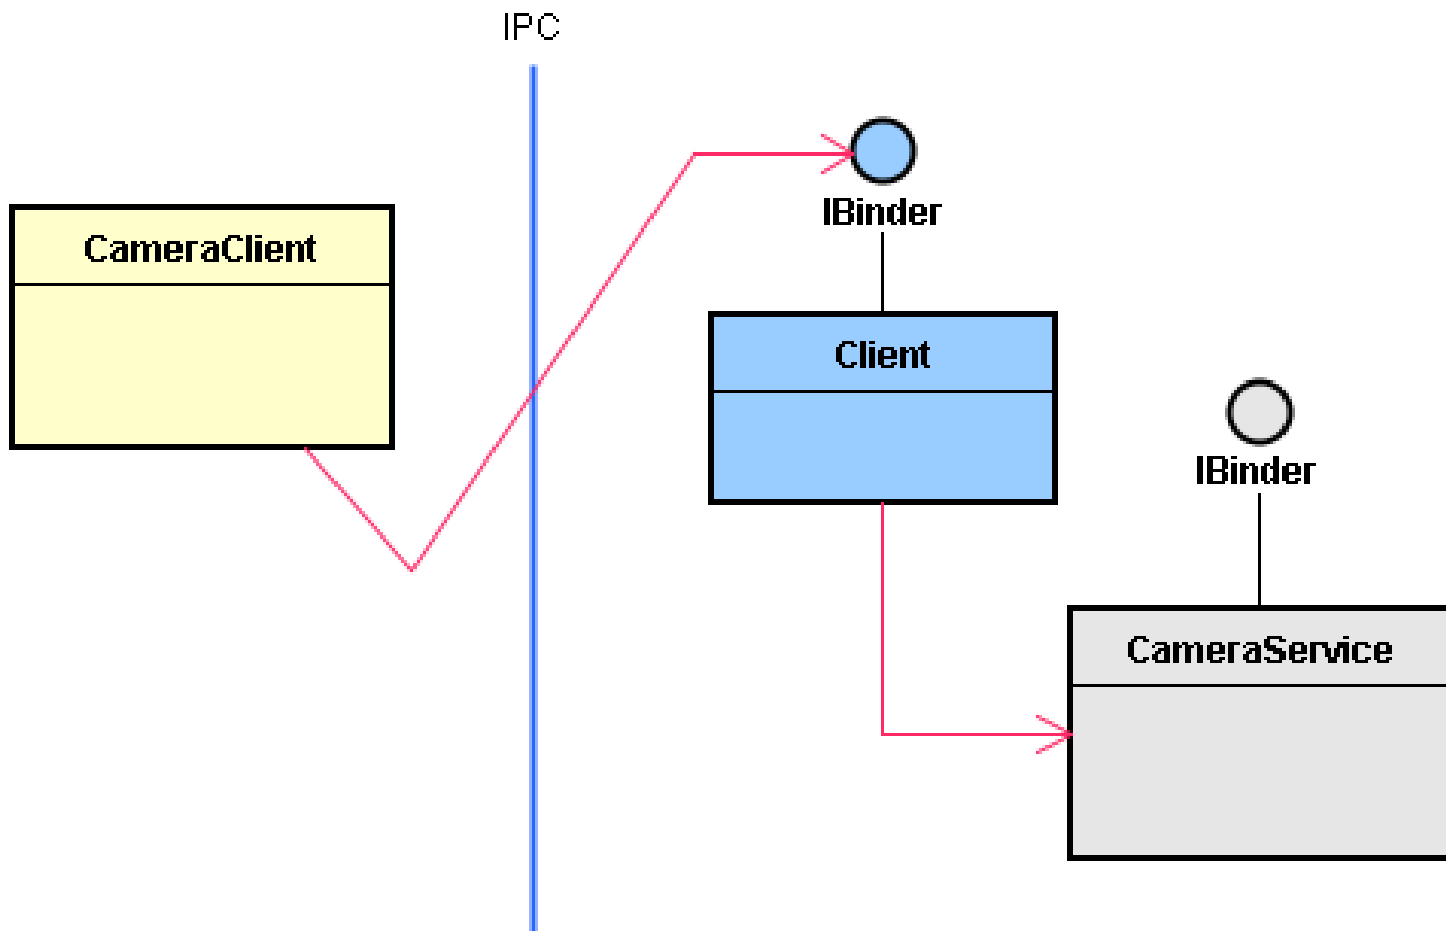 IPC
IBinder
CameraClient
Client
IBinder
CameraService